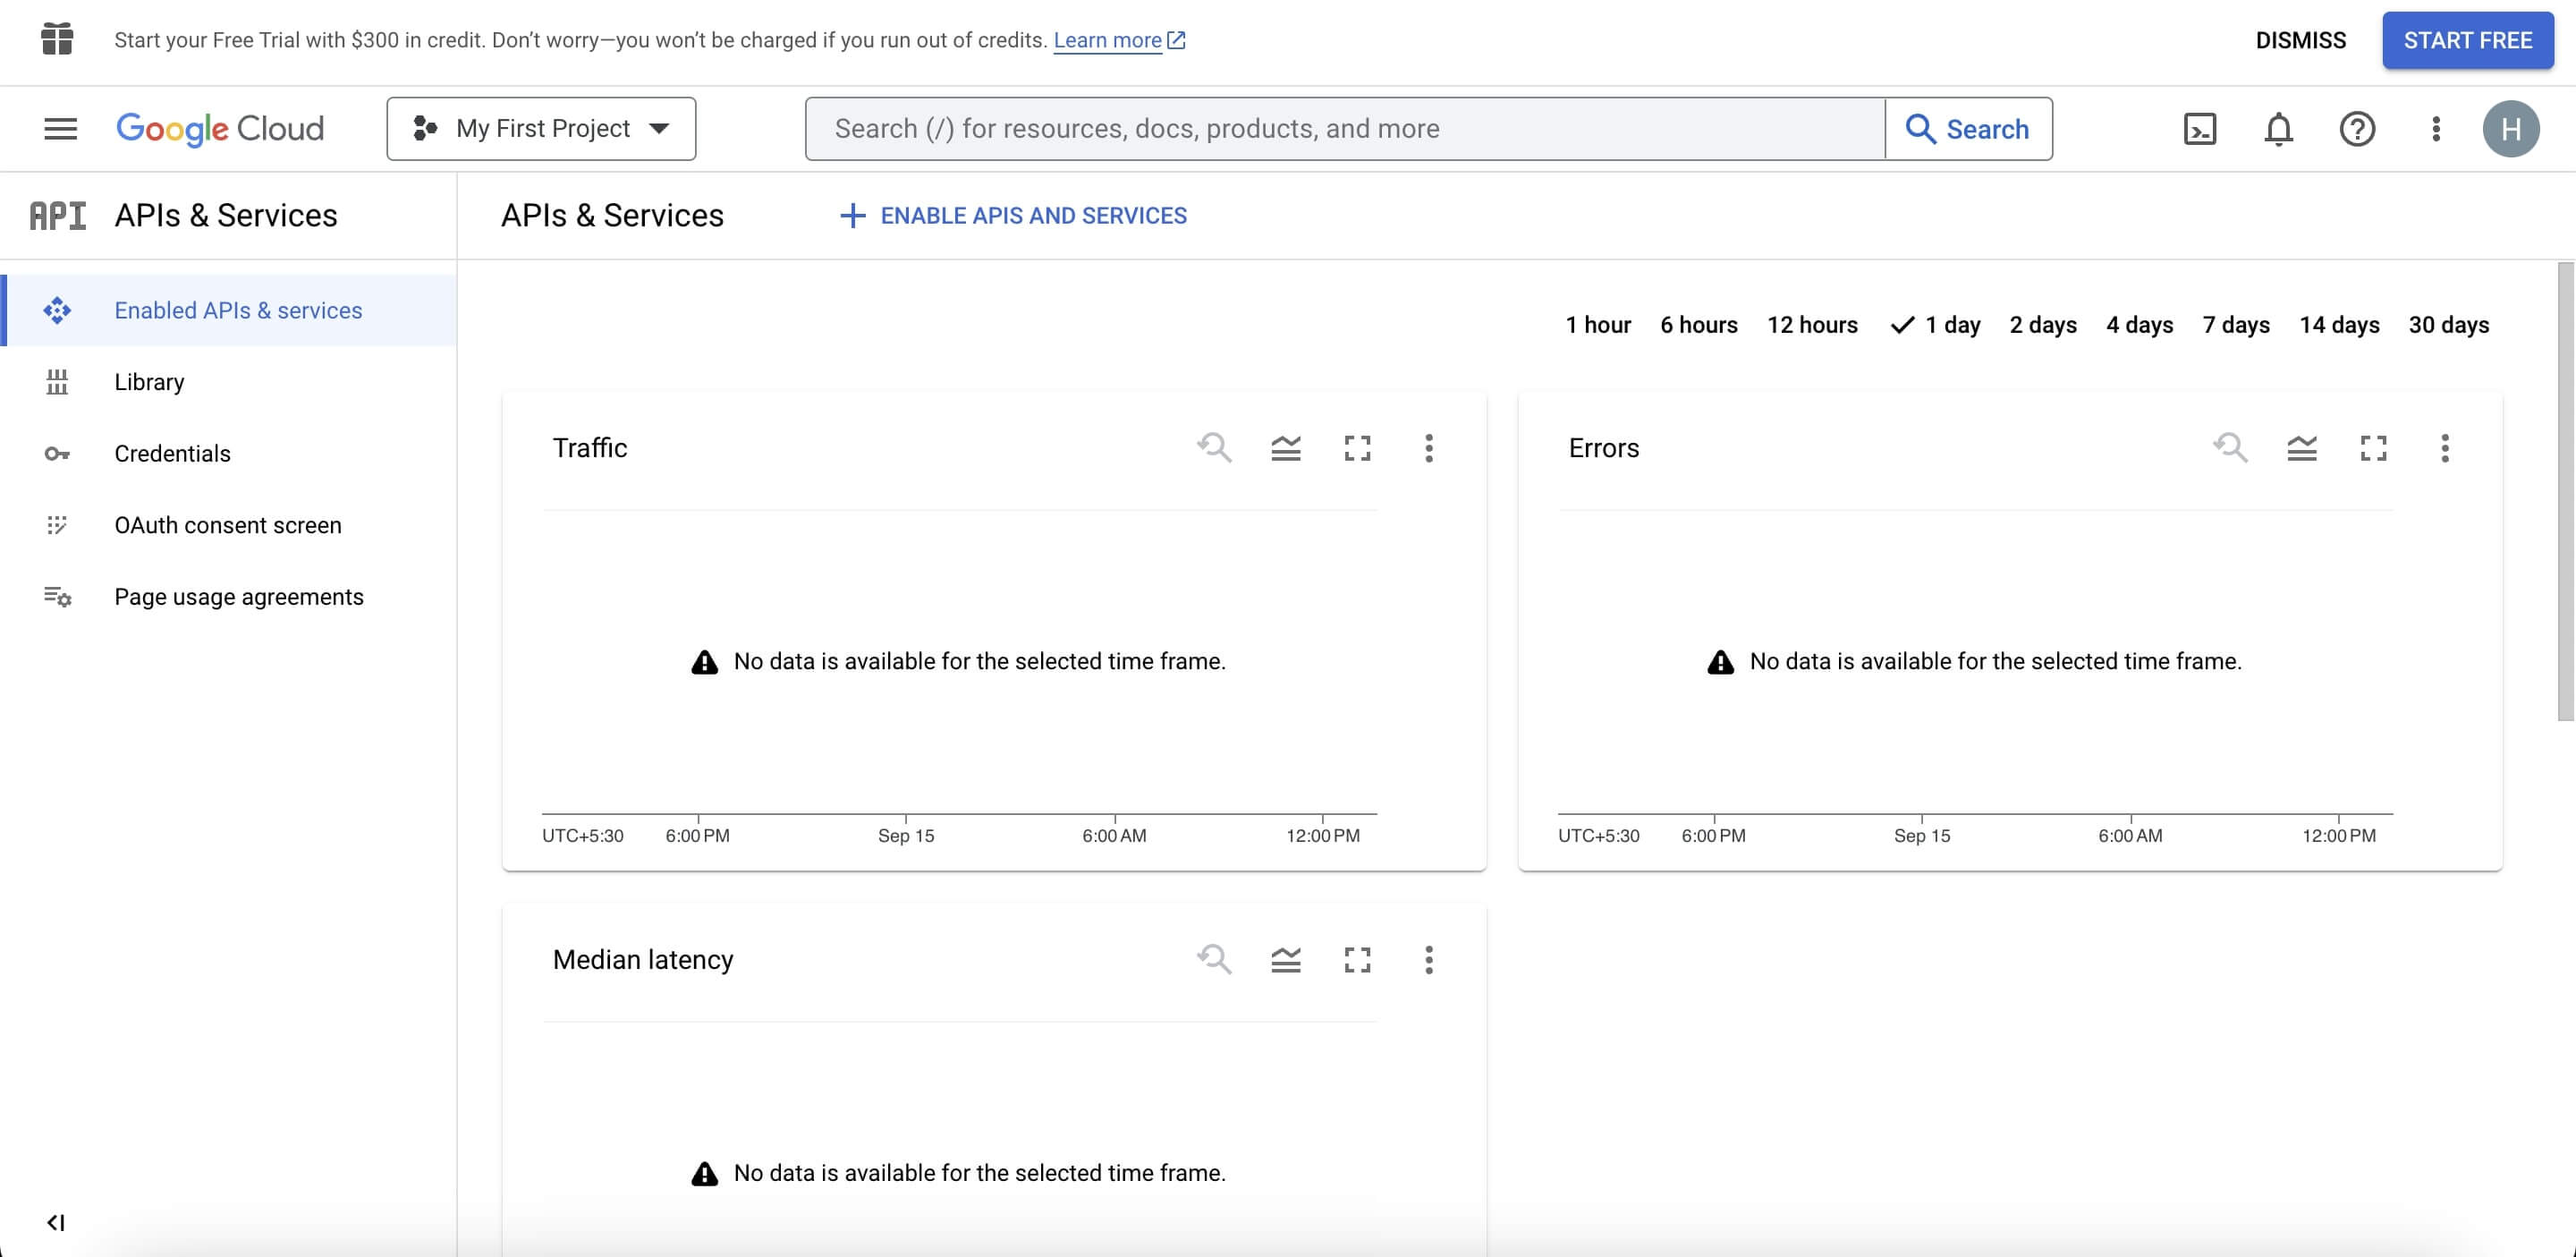 Start your Free Trial with $300 in credit. Don’t worry—you won’t be charged if you run out of credits. Learn more
DISMISS
START FREE
Google Cloud
My First Project
Search (/) for resources, docs, products, and more
Search
H
API
APIs & Services
APIs & Services
ENABLE APIS AND SERVICES
Enabled APIs & services
Library
Credentials
OAuth consent screen
Page usage agreements
1 hour 6 hours 12 hours 1 day 2 days 4 days 7 days 14 days 30 days
Traffic
No data is available for the selected time frame.
UTC+5:30 6:00 PM Sep 15 6:00 AM 12:00 PM
Errors
No data is available for the selected time frame.
UTC+5:30 6:00 PM Sep 15 6:00 AM 12:00 PM
Median latency
No data is available for the selected time frame.